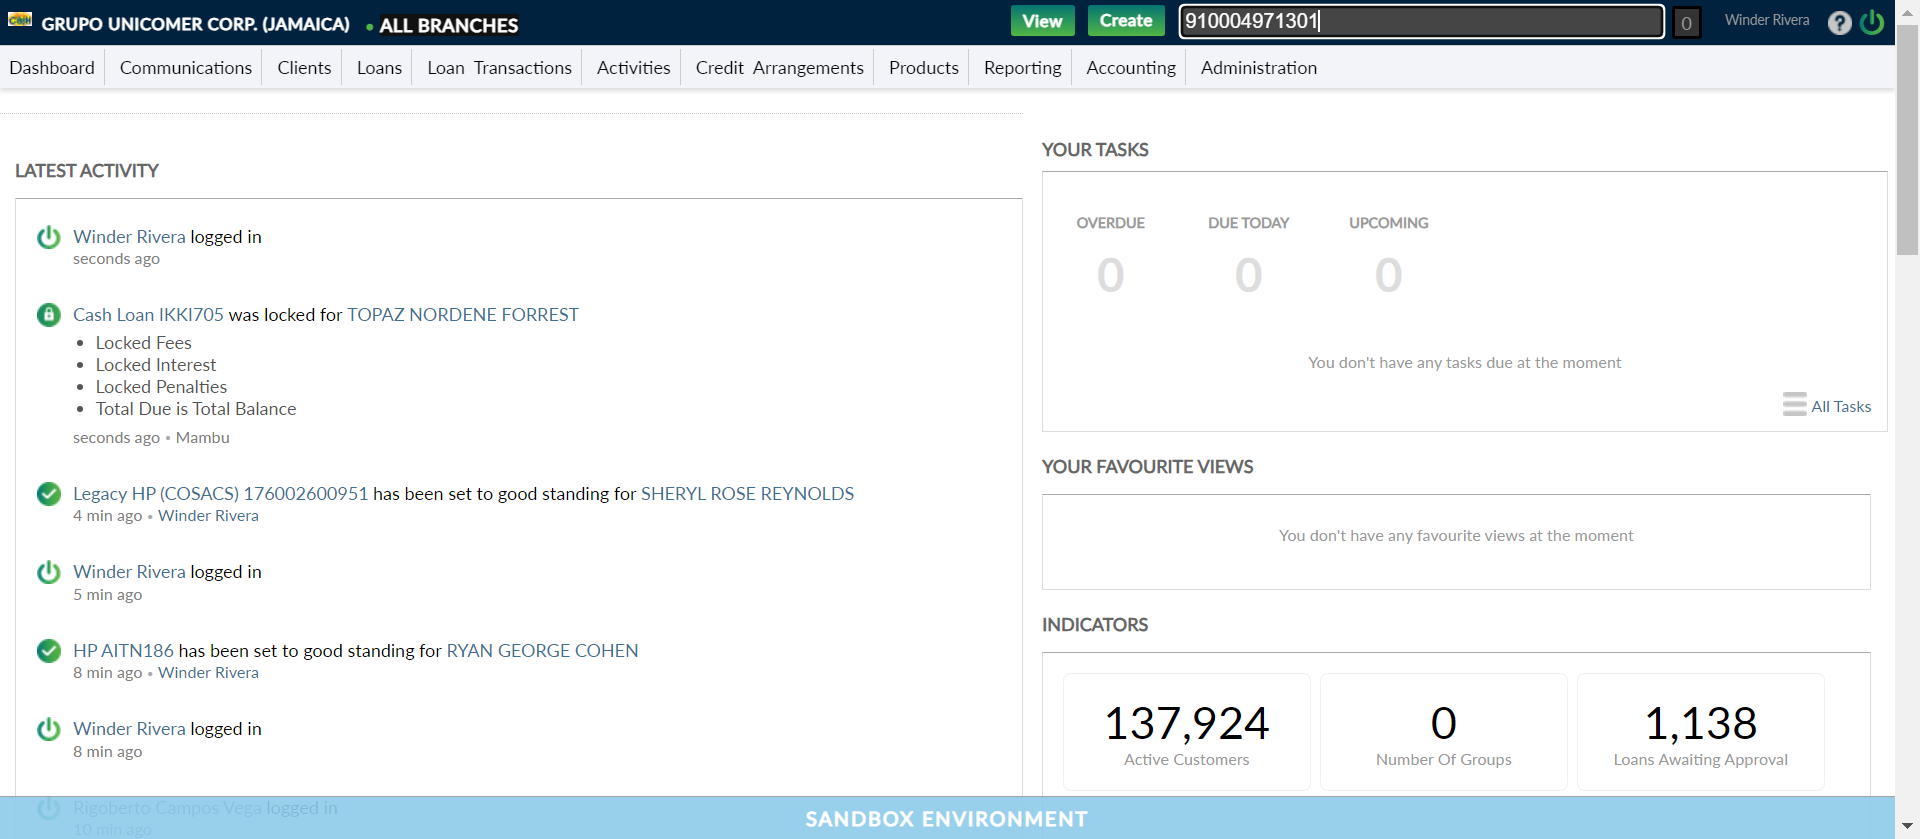 GRUPO UNICOMER CORP. (JAMAICA) • ALL BRANCHES
View
Create
910004971301
0
Winder Rivera
?
Dashboard
Communications
Clients
Loans
Loan Transactions
Activities
Credit Arrangements
Products
Reporting
Accounting
Administration
LATEST ACTIVITY
Winder Rivera logged in
seconds ago
Cash Loan IKKI705 was locked for TOPAZ NORDENE FORREST
• Locked Fees
• Locked Interest
• Locked Penalties
• Total Due is Total Balance
seconds ago • Mambu
Legacy HP (COSACS) 176002600951 has been set to good standing for SHERYL ROSE REYNOLDS
4 min ago • Winder Rivera
Winder Rivera logged in
5 min ago
HP AITN186 has been set to good standing for RYAN GEORGE COHEN
8 min ago • Winder Rivera
Winder Rivera logged in
8 min ago
Rigoberto Campos Vega logged in
10 min ago
YOUR TASKS
OVERDUE
0
DUE TODAY
0
UPCOMING
0
You don't have any tasks due at the moment
All Tasks
YOUR FAVOURITE VIEWS
You don't have any favourite views at the moment
INDICATORS
137,924
Active Customers
0
Number Of Groups
1,138
Loans Awaiting Approval
SANDBOX ENVIRONMENT